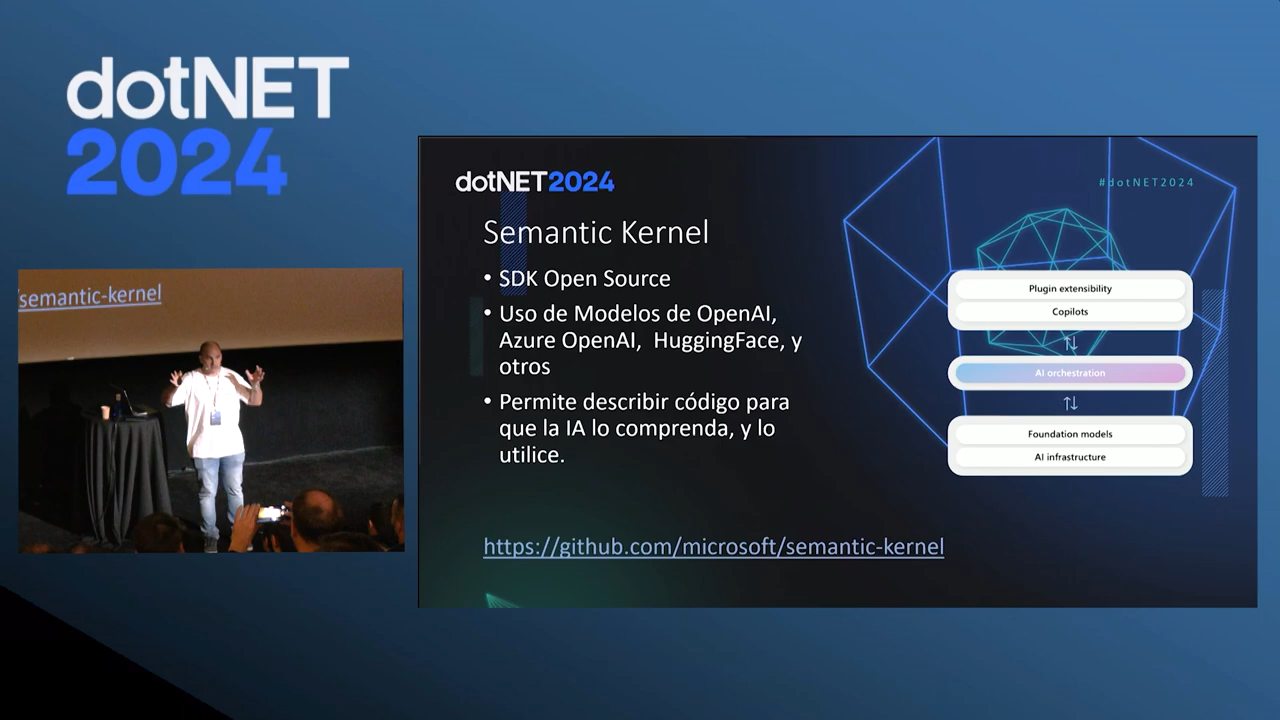 dotNET
2024
semantic-kernel
dotNET2024
#dotNET2024
Semantic Kernel
• SDK Open Source
• Uso de Modelos de OpenAI,
Azure OpenAI, HuggingFace, y
otros
• Permite describir código para
que la IA lo comprenda, y lo
utilice.
https://github.com/microsoft/semantic-kernel
Plugin extensibility
Copilots
AI orchestration
Foundation models
AI infrastructure